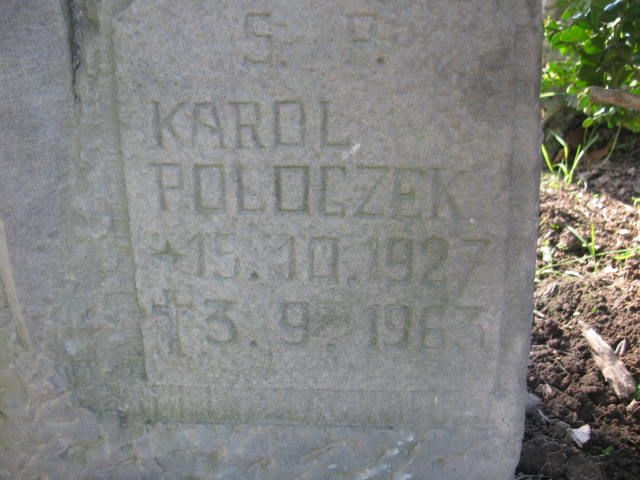 S. P.
KAROL
POLOCZEK
*15.10.1927
†3.9.1963